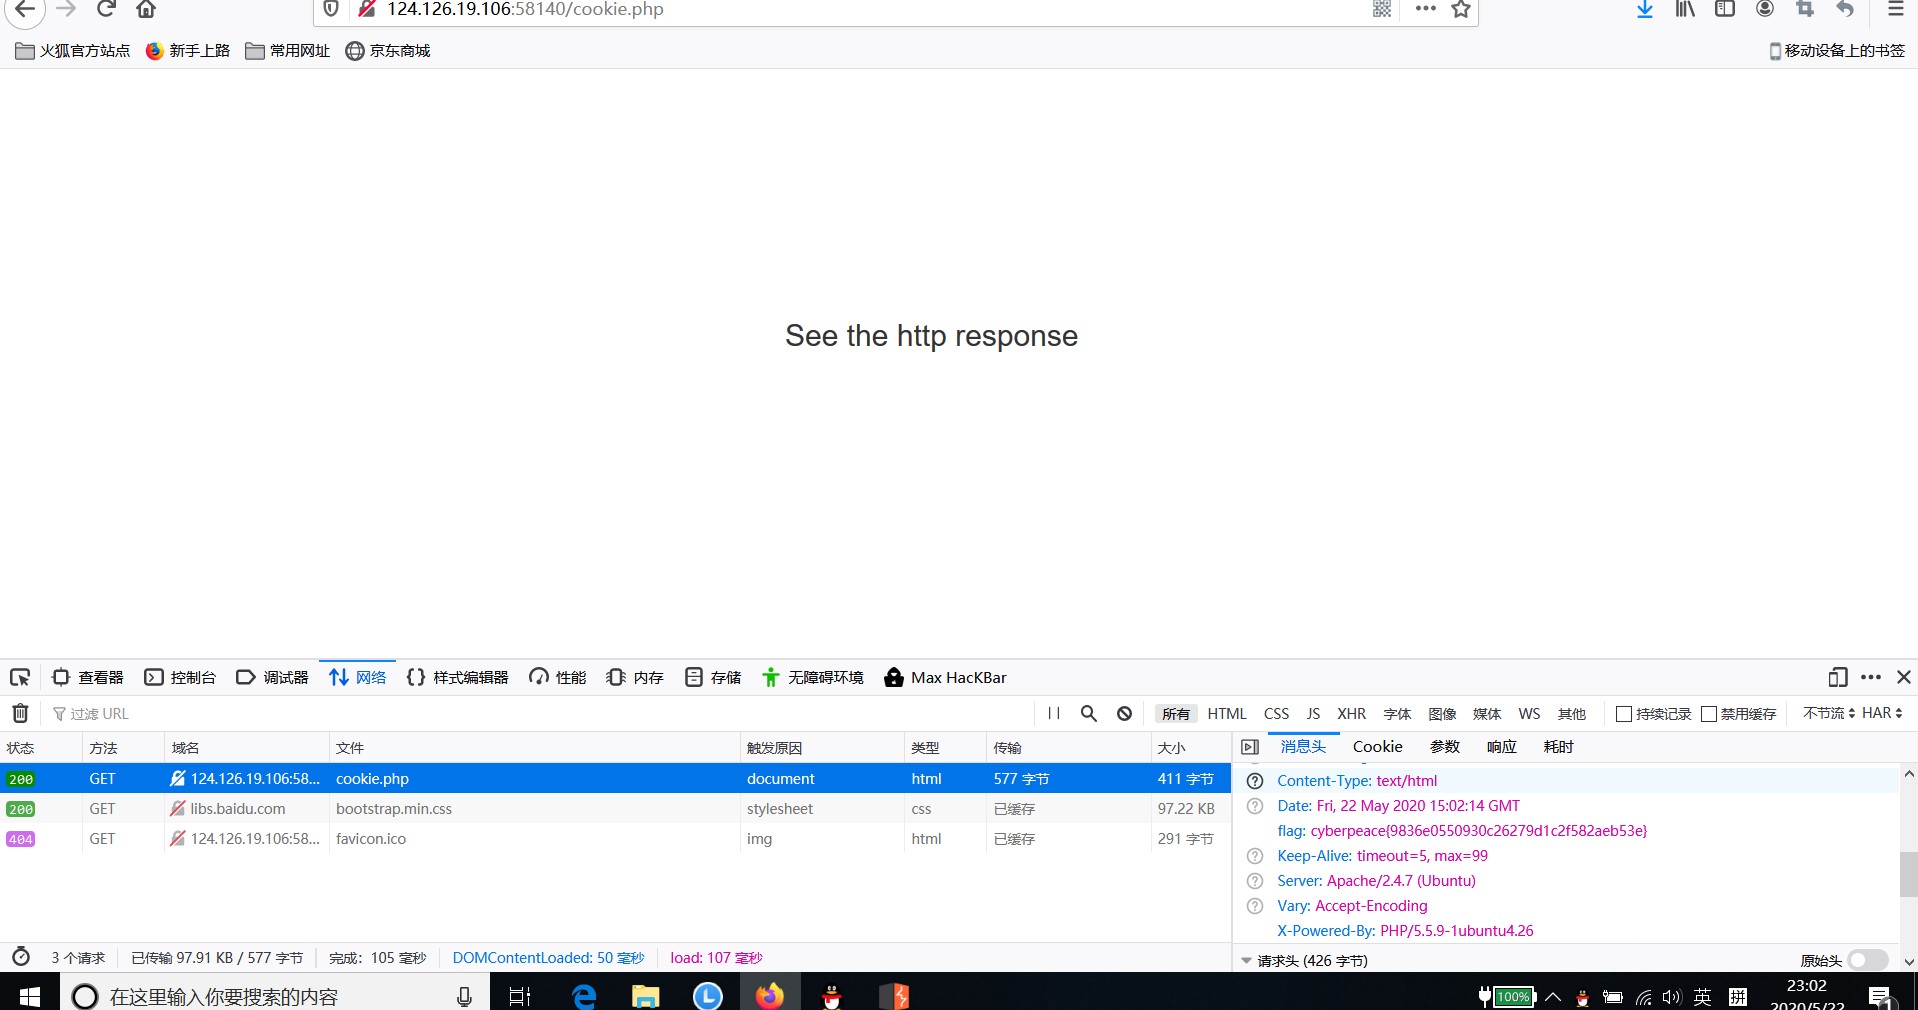 124.126.19.106:58140/cookie.php
火狐官方站点 新手上路 常用网址 京东商城 移动设备上的书签
See the http response
查看器 控制台 调试器 网络 样式编辑器 性能 内存 存储 无障碍环境 Max HacKBar
过滤 URL 所有 HTML CSS JS XHR 字体 图像 媒体 WS 其他 持续记录 禁用缓存 不节流 HAR
状态 方法 域名 文件 触发原因 类型 传输 大小 消息头 Cookie 参数 响应 耗时
200 GET 124.126.19.106:58... cookie.php document html 577 字节 411 字节
200 GET libs.baidu.com bootstrap.min.css stylesheet css 已缓存 97.22 KB
404 GET 124.126.19.106:58... favicon.ico img html 已缓存 291 字节
Content-Type: text/html
Date: Fri, 22 May 2020 15:02:14 GMT
flag: cyberpeace{9836e0550930c26279d1c2f582aeb53e}
Keep-Alive: timeout=5, max=99
Server: Apache/2.4.7 (Ubuntu)
Vary: Accept-Encoding
X-Powered-By: PHP/5.5.9-1ubuntu4.26
请求头 (426 字节) 原始头
3 个请求 已传输 97.91 KB / 577 字节 完成：105 毫秒 DOMContentLoaded: 50 毫秒 load: 107 毫秒
在这里输入你要搜索的内容 100% 英 拼 23:02
2020/5/22 1